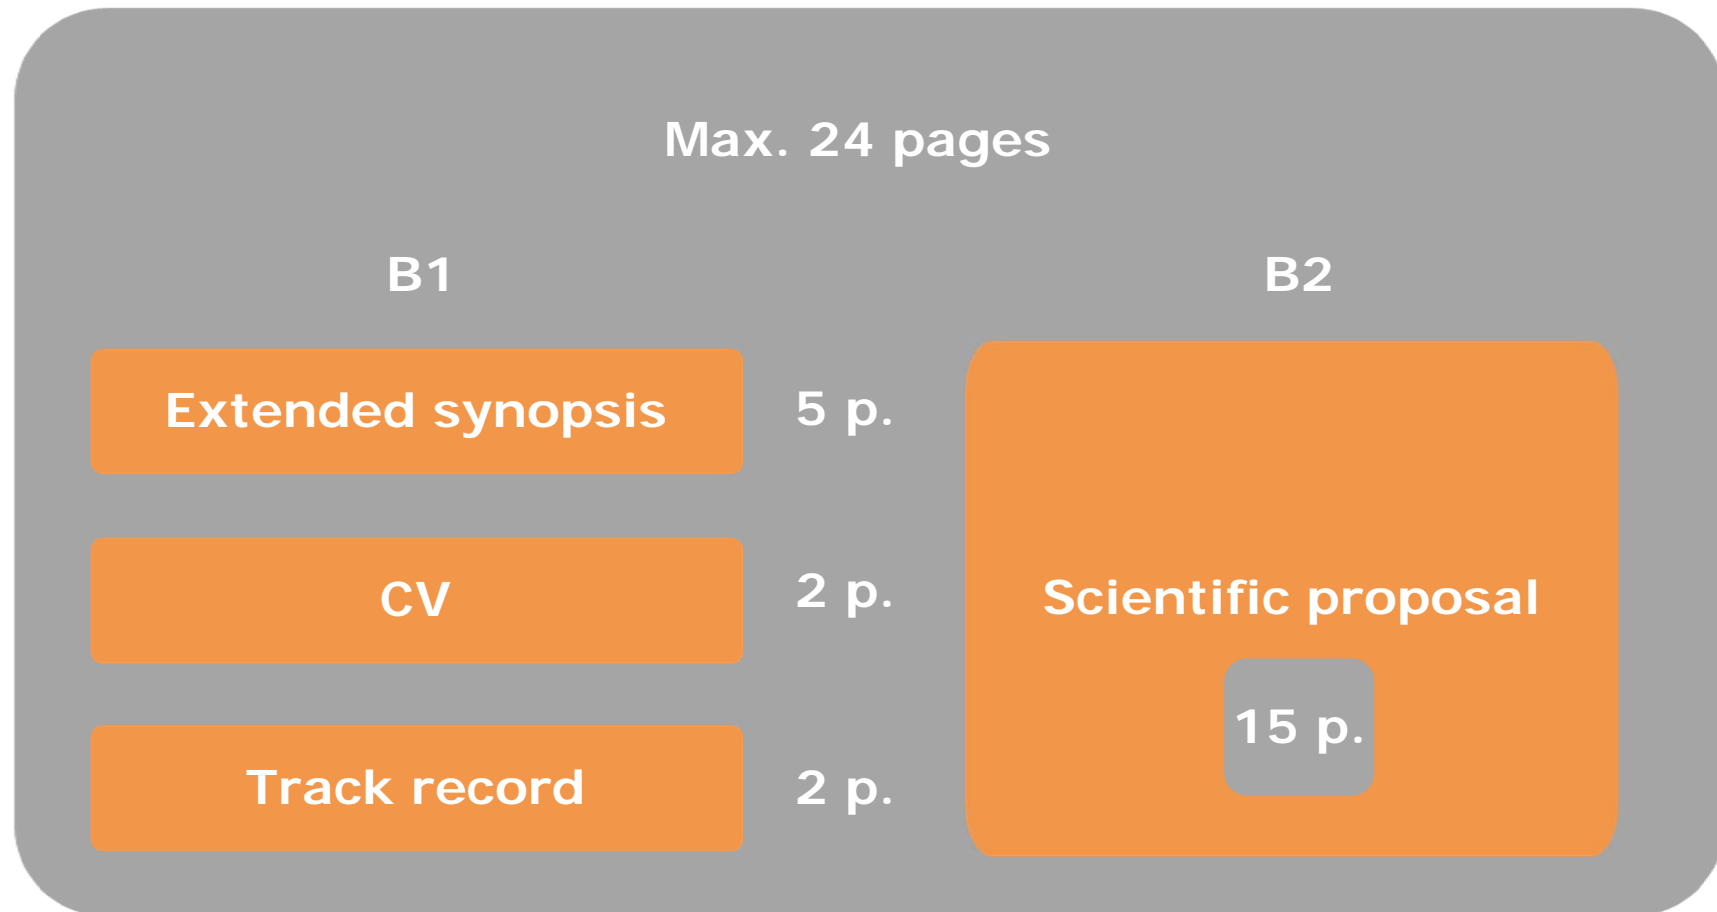 Max. 24 pages
B1
Extended synopsis
5 p.
CV
2 p.
Track record
2 p.
B2
Scientific proposal
15 p.